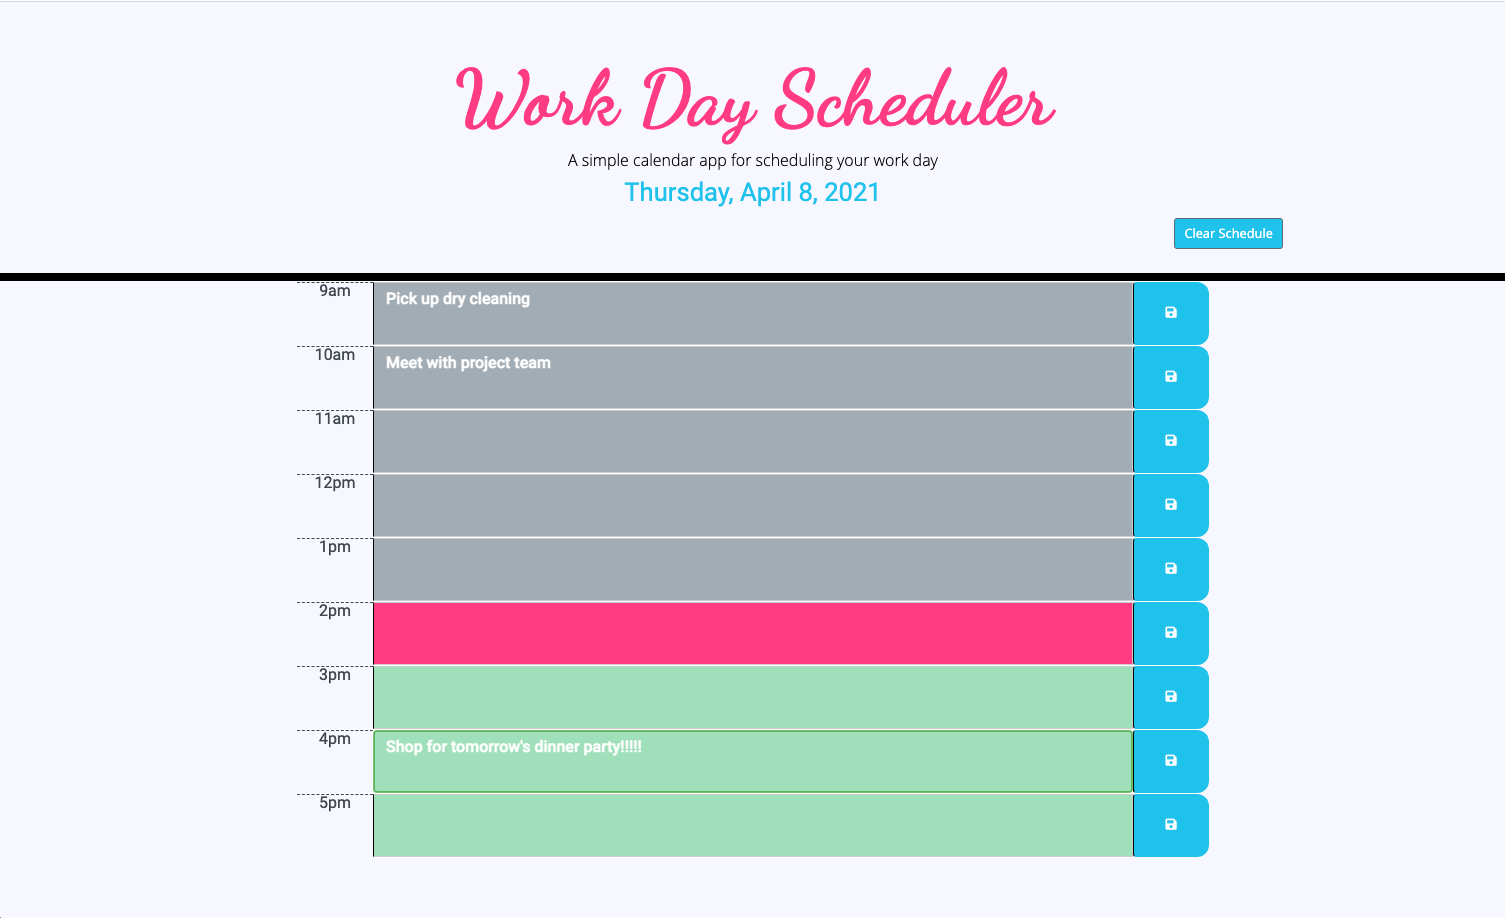 Work Day Scheduler
A simple calendar app for scheduling your work day
Thursday, April 8, 2021
Clear Schedule
9am Pick up dry cleaning
10am Meet with project team
11am
12pm
1pm
2pm
3pm
4pm Shop for tomorrow's dinner party!!!!!
5pm